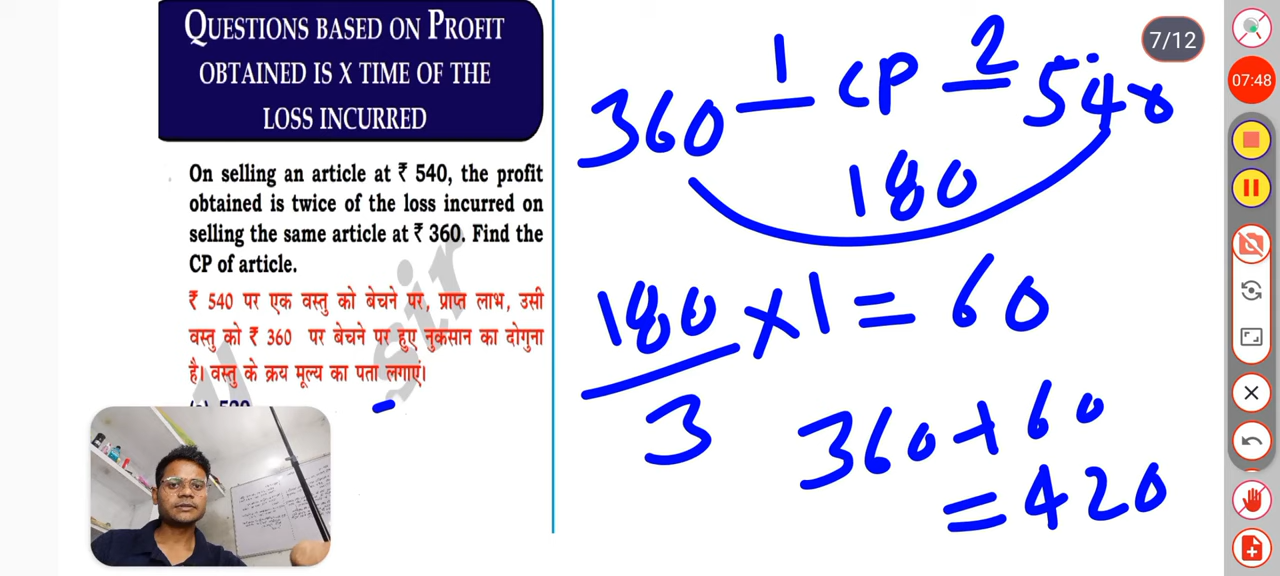 QUESTIONS BASED ON PROFIT
OBTAINED IS X TIME OF THE
LOSS INCURRED
On selling an article at ₹ 540, the profit
obtained is twice of the loss incurred on
selling the same article at ₹ 360. Find the
CP of article.
₹ 540 पर एक वस्तु को बेचने पर, प्राप्त लाभ, उसी
वस्तु को ₹ 360 पर बेचने पर हुए नुकसान का दोगुना
है। वस्तु के क्रय मूल्य का पता लगाएं।
sir
360 1 CP 2 540
180
180 × 1 = 60
3
360 + 60
= 420
7/12
07:48